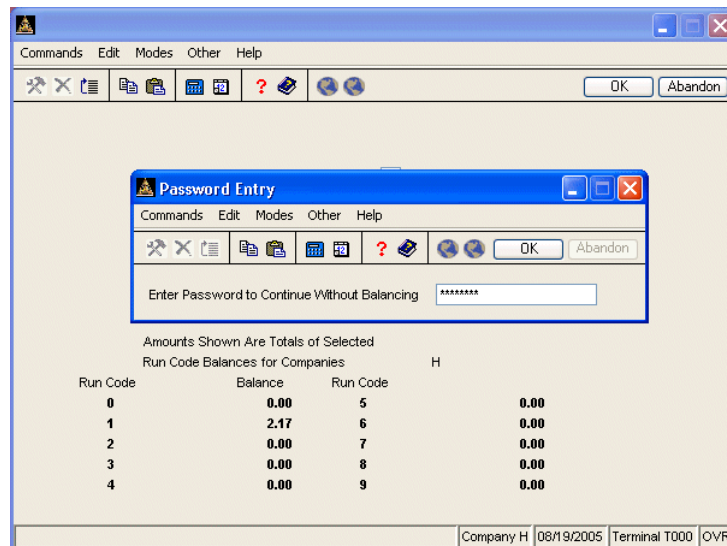 Commands Edit Modes Other Help
12 ? OK Abandon
Password Entry
Commands Edit Modes Other Help
12 ? OK Abandon
Enter Password to Continue Without Balancing ********
Amounts Shown Are Totals of Selected
Run Code Balances for Companies H
Run Code Balance Run Code
0 0.00 5 0.00
1 2.17 6 0.00
2 0.00 7 0.00
3 0.00 8 0.00
4 0.00 9 0.00
Company H 08/19/2005 Terminal T000 OVR